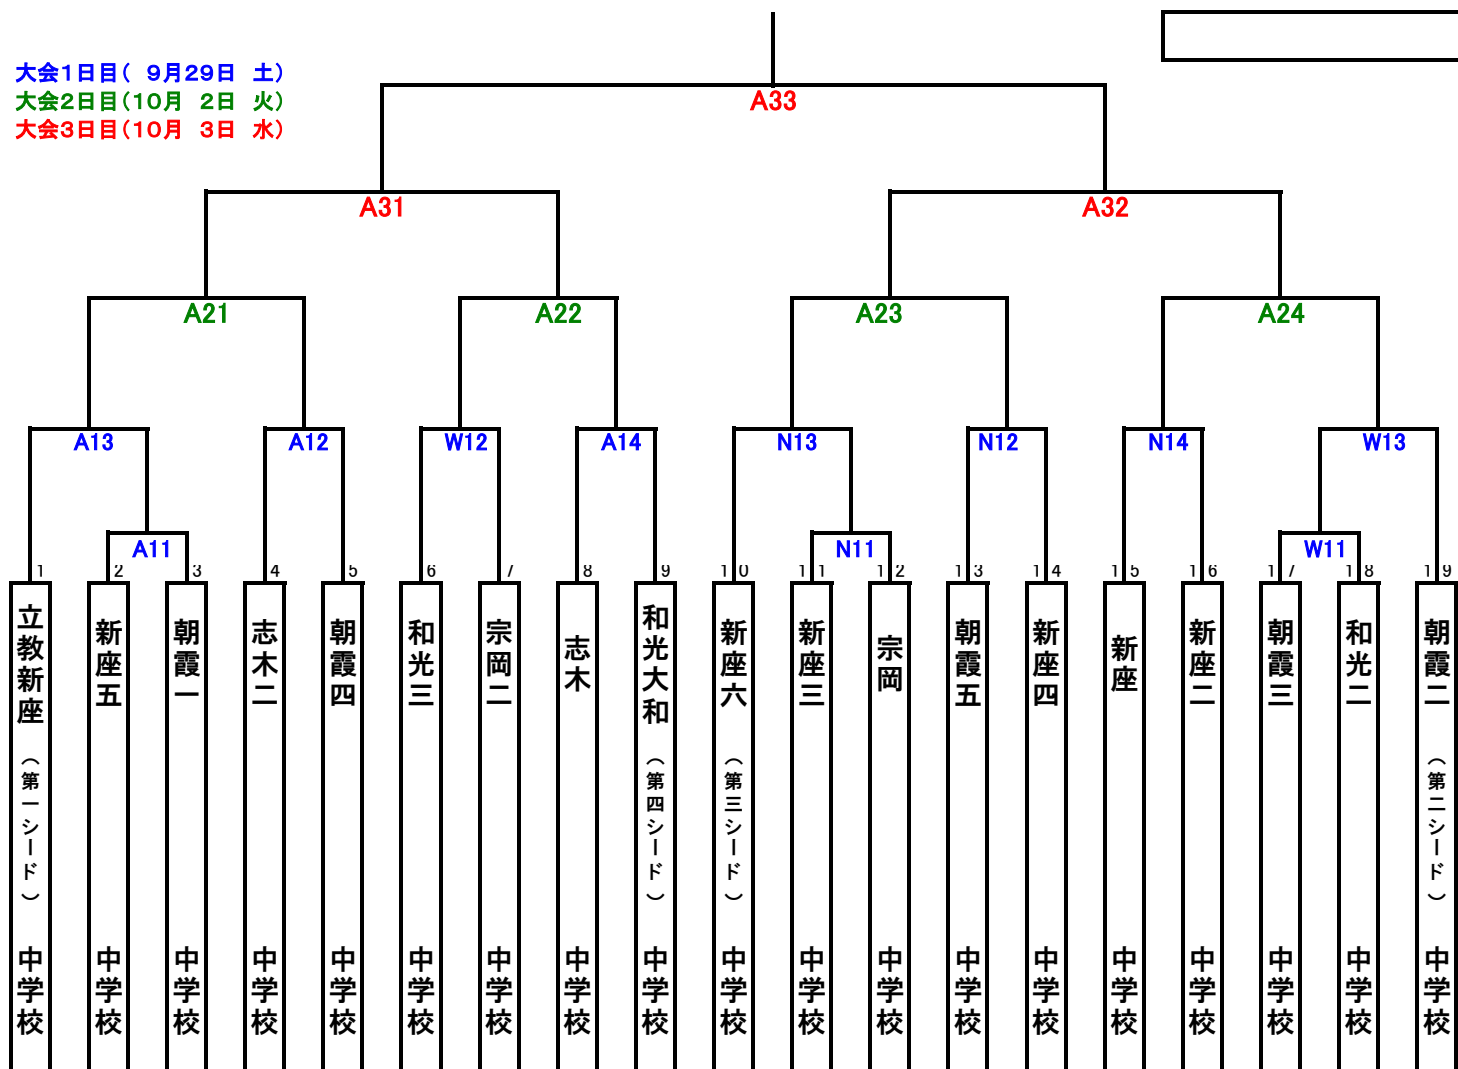 大会1日目( 9月29日 土)
大会2日目(10月 2日 火)
大会3日目(10月 3日 水)
A33
A31
A32
A21
A22
A23
A24
A13
A12
W12
A14
N13
N12
N14
W13
A11
N11
W11
1
2
3
4
5
6
7
8
9
10
11
12
13
14
15
16
17
18
19
立教新座（第一シード）中学校
新座五中学校
朝霞一中学校
志木二中学校
朝霞四中学校
和光三中学校
宗岡二中学校
志木中学校
和光大和（第四シード）中学校
新座六（第三シード）中学校
新座三中学校
宗岡中学校
朝霞五中学校
新座四中学校
新座中学校
新座二中学校
朝霞三中学校
和光二中学校
朝霞二（第二シード）中学校